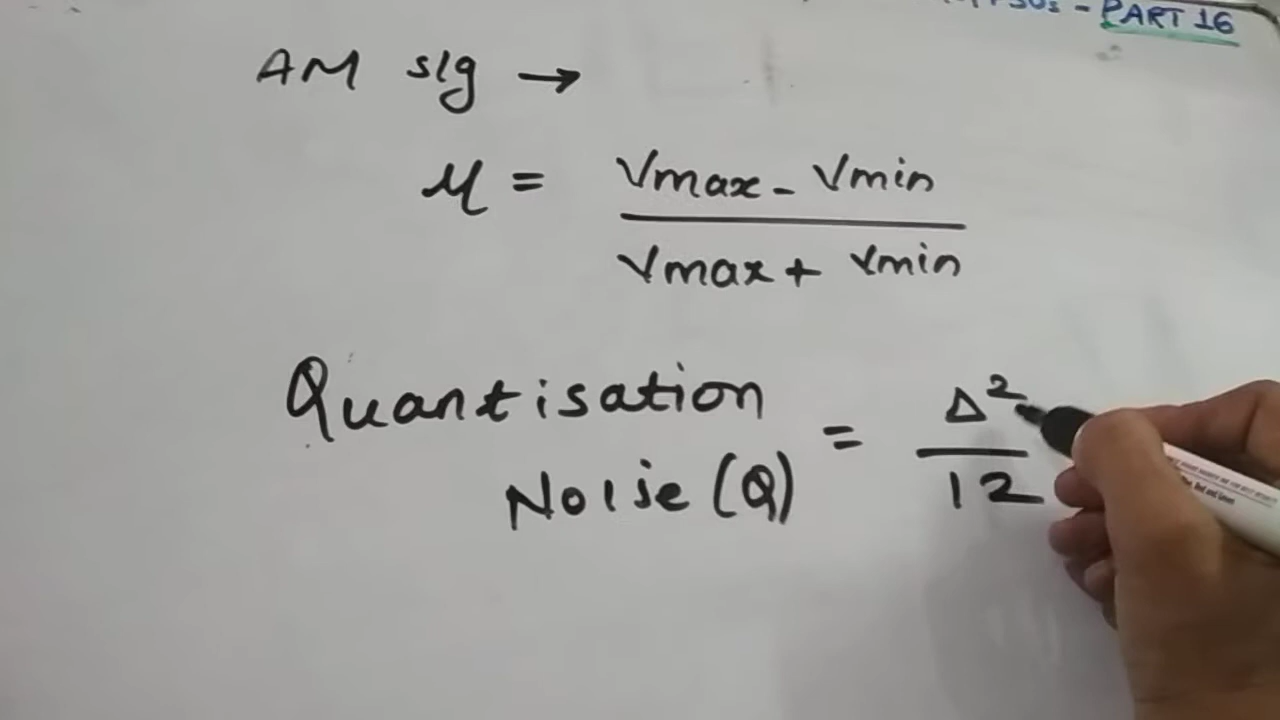 PART 16
AM sig →
μ = Vmax - Vmin / Vmax + Vmin
Quantisation
Noise (Q) = Δ² / 12